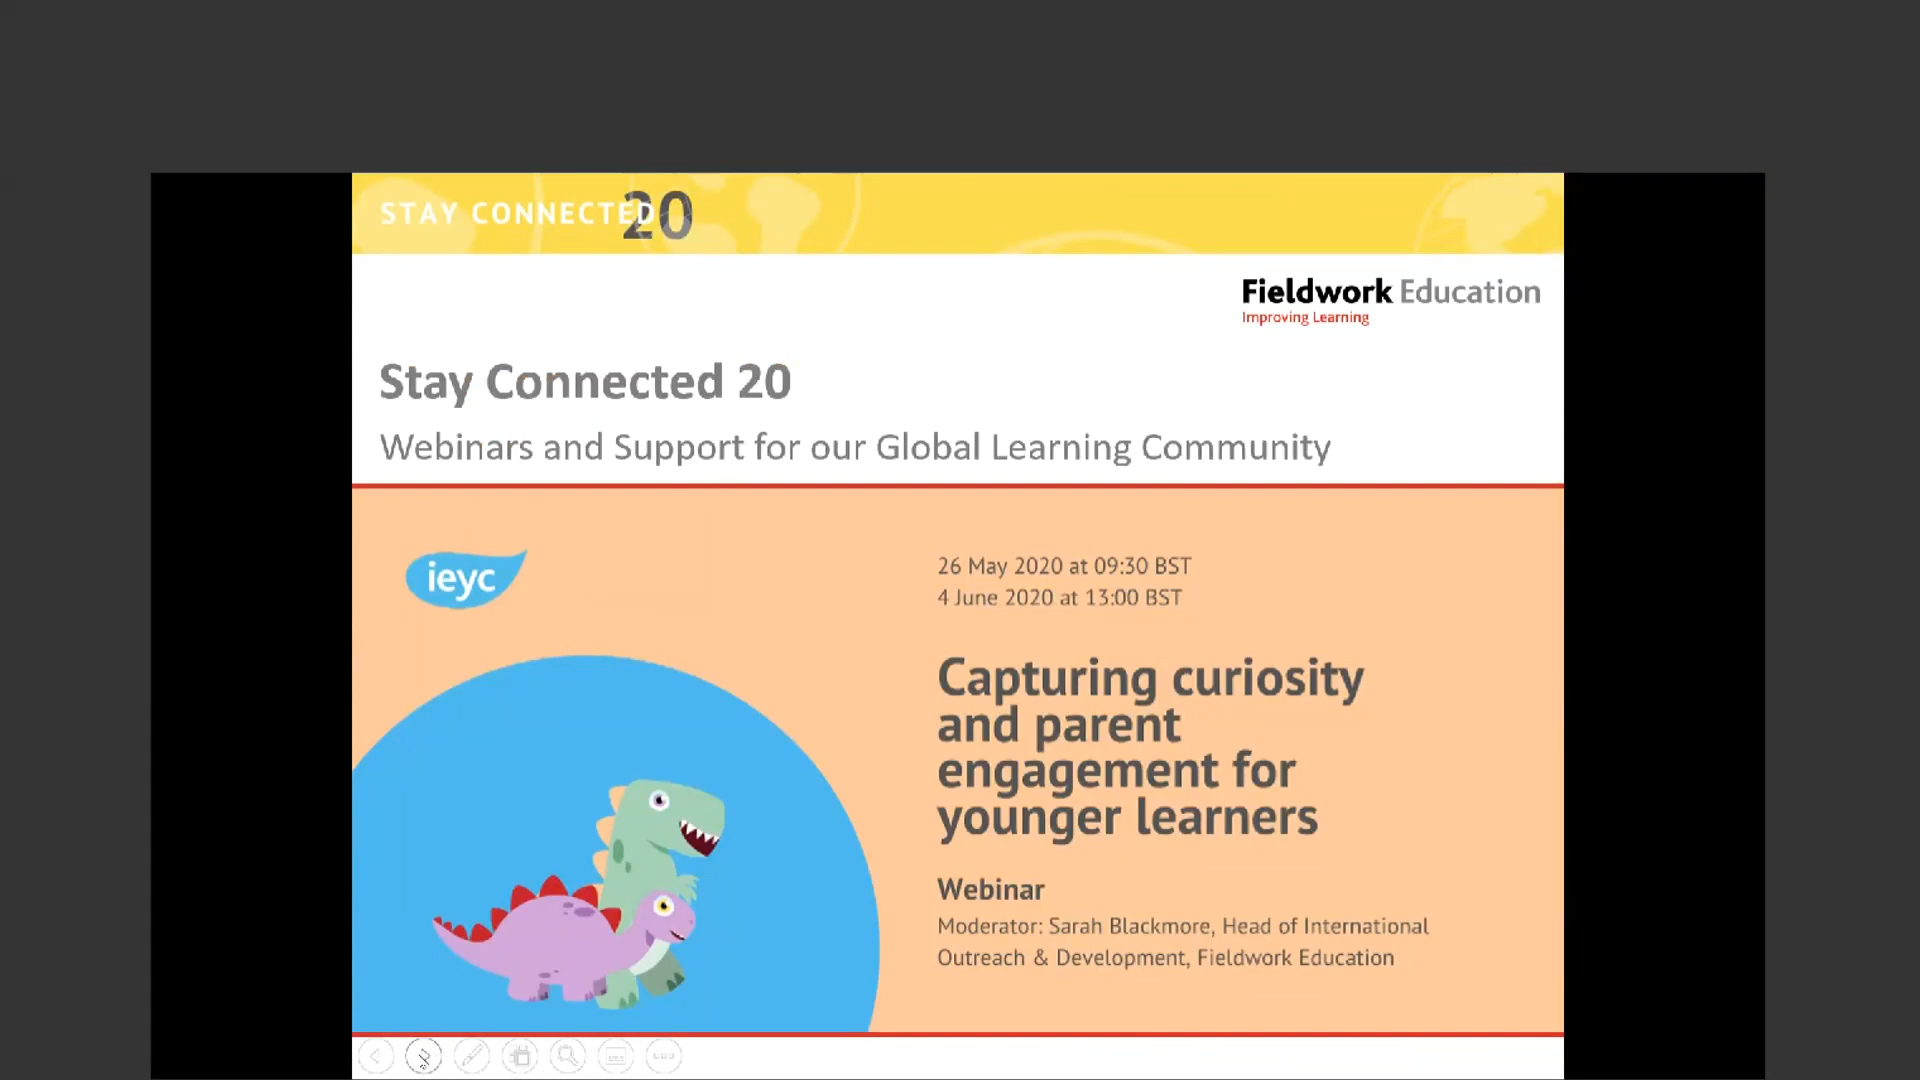 STAY CONNECTED 20
Fieldwork Education
Improving Learning
Stay Connected 20
Webinars and Support for our Global Learning Community
ieyc
26 May 2020 at 09:30 BST
4 June 2020 at 13:00 BST
Capturing curiosity
and parent
engagement for
younger learners
Webinar
Moderator: Sarah Blackmore, Head of International
Outreach & Development, Fieldwork Education